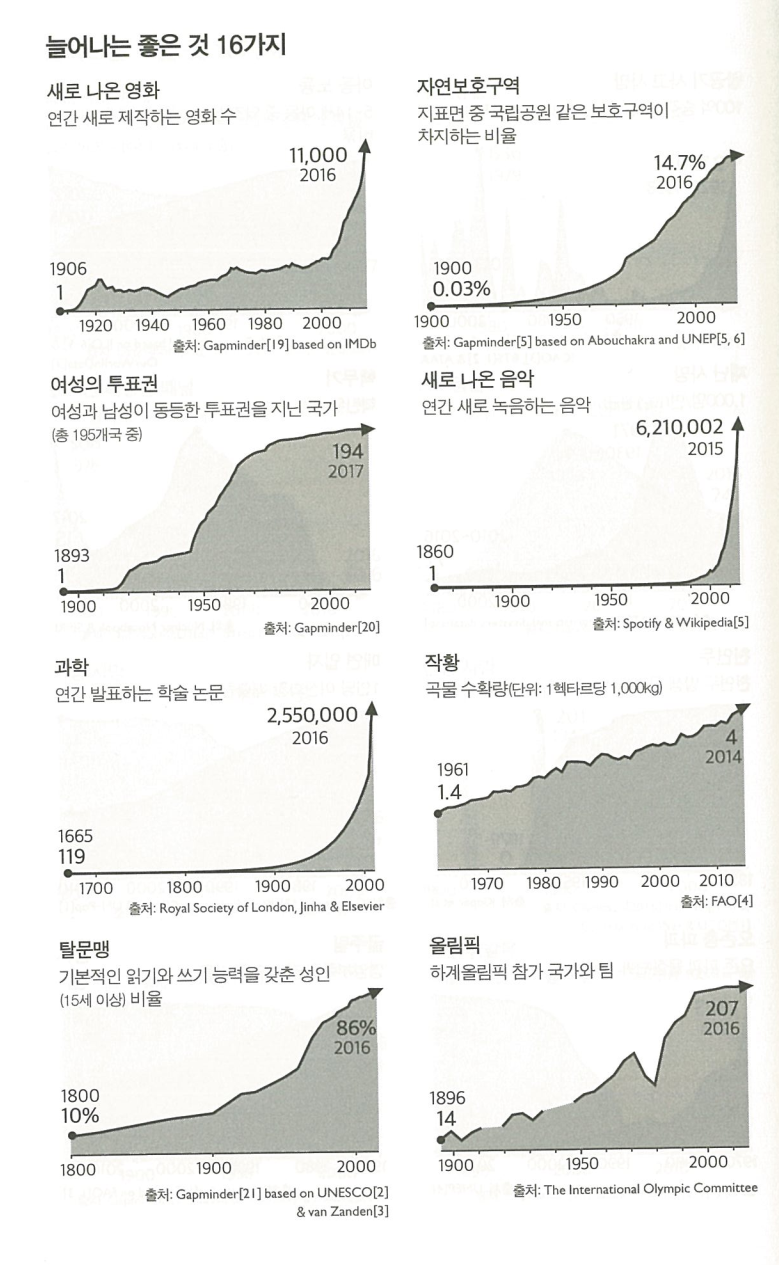 늘어나는 좋은 것 16가지
새로 나온 영화
연간 새로 제작하는 영화 수
11,000
2016
1906
1
1920 1940 1960 1980 2000
출처: Gapminder[19] based on IMDb
자연보호구역
지표면 중 국립공원 같은 보호구역이
차지하는 비율
14.7%
2016
1900
0.03%
1900 1950 2000
출처: Gapminder[5] based on Abouchakra and UNEP[5, 6]
여성의 투표권
여성과 남성이 동등한 투표권을 지닌 국가
(총 195개국 중)
194
2017
1893
1
1900 1950 2000
출처: Gapminder[20]
새로 나온 음악
연간 새로 녹음하는 음악
6,210,002
2015
1860
1
1900 1950 2000
출처: Spotify & Wikipedia[5]
과학
연간 발표하는 학술 논문
2,550,000
2016
1665
119
1700 1800 1900 2000
출처: Royal Society of London, Jinha & Elsevier
작황
곡물 수확량(단위: 1헥타르당 1,000kg)
4
2014
1961
1.4
1970 1980 1990 2000 2010
출처: FAO[4]
탈문맹
기본적인 읽기와 쓰기 능력을 갖춘 성인
(15세 이상) 비율
86%
2016
1800
10%
1800 1900 2000
출처: Gapminder[21] based on UNESCO[2]
& van Zanden[3]
올림픽
하계올림픽 참가 국가와 팀
207
2016
1896
14
1900 1950 2000
출처: The International Olympic Committee